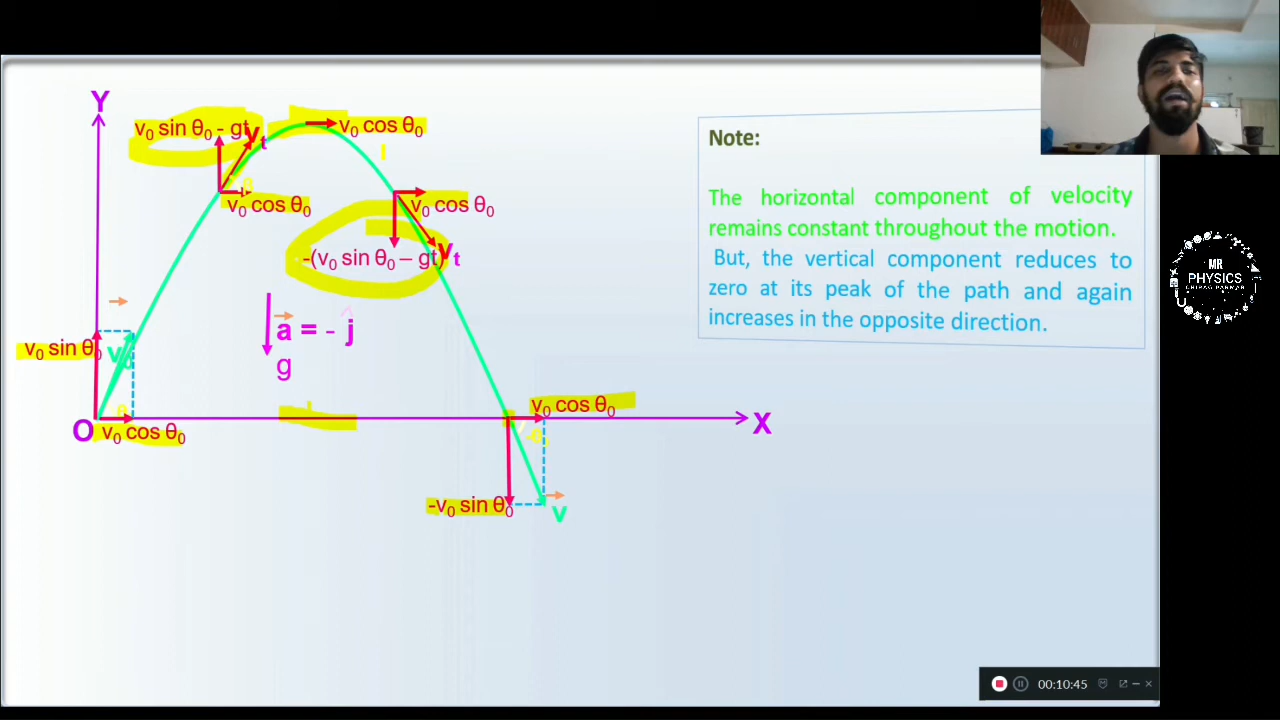 Y
v₀ sin θ₀ - gt
vₜ
v₀ cos θ₀
v₀ cos θ₀
v₀ cos θ₀
-(v₀ sin θ₀ – gt)
vₜ
a = - j
g
v₀ sin θ₀
v
θ
O
v₀ cos θ₀
v₀ cos θ₀
X
-v₀ sin θ₀
v
Note:
The horizontal component of velocity
remains constant throughout the motion.
But, the vertical component reduces to
zero at its peak of the path and again
increases in the opposite direction.
MR
PHYSICS
00:10:45